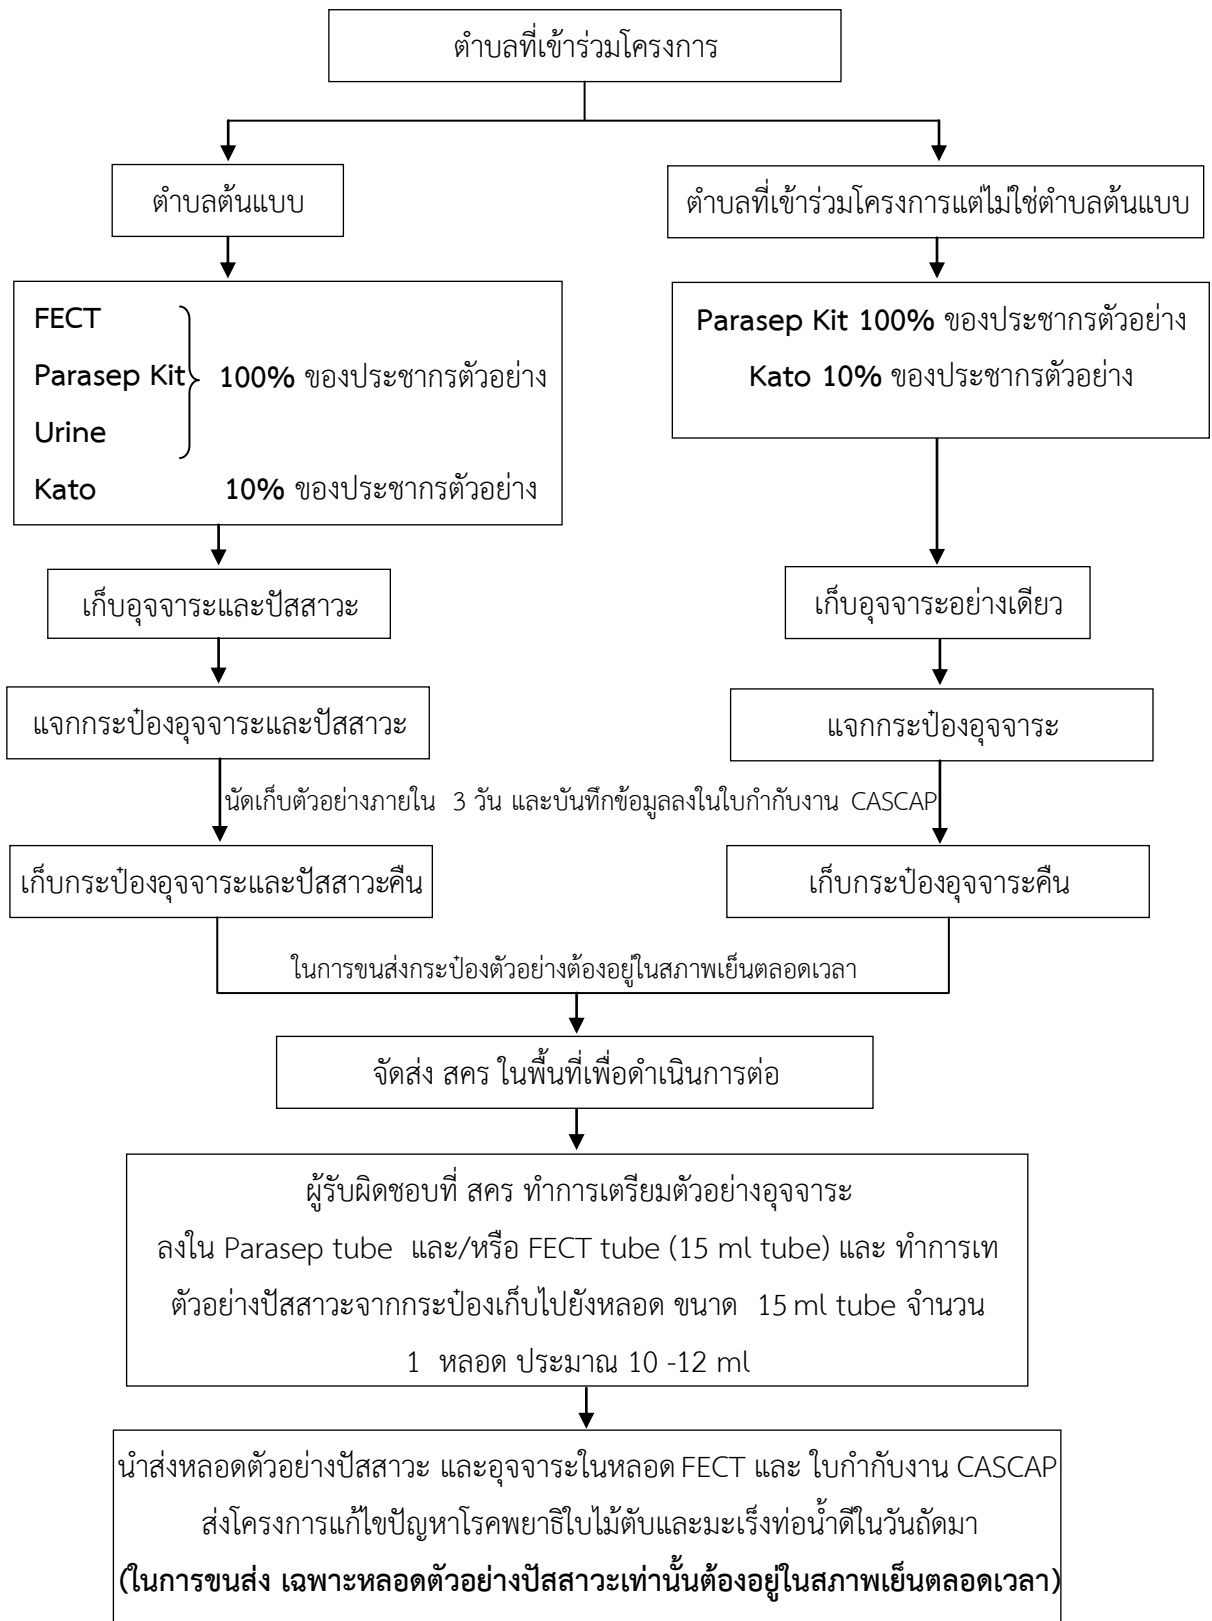 ตำบลที่เข้าร่วมโครงการ
ตำบลต้นแบบ
ตำบลที่เข้าร่วมโครงการแต่ไม่ใช่ตำบลต้นแบบ
FECT
Parasep Kit 100% ของประชากรตัวอย่าง
Urine
Kato 10% ของประชากรตัวอย่าง
Parasep Kit 100% ของประชากรตัวอย่าง
Kato 10% ของประชากรตัวอย่าง
เก็บอุจจาระและปัสสาวะ
เก็บอุจจาระอย่างเดียว
แจกกระป๋องอุจจาระและปัสสาวะ
แจกกระป๋องอุจจาระ
นัดเก็บตัวอย่างภายใน 3 วัน และบันทึกข้อมูลลงในใบกำกับงาน CASCAP
เก็บกระป๋องอุจจาระและปัสสาวะคืน
เก็บกระป๋องอุจจาระคืน
ในการขนส่งกระป๋องตัวอย่างต้องอยู่ในสภาพเย็นตลอดเวลา
จัดส่ง สคร ในพื้นที่เพื่อดำเนินการต่อ
ผู้รับผิดชอบที่ สคร ทำการเตรียมตัวอย่างอุจจาระ
ลงใน Parasep tube และ/หรือ FECT tube (15 ml tube) และ ทำการเท
ตัวอย่างปัสสาวะจากกระป๋องเก็บไปยังหลอด ขนาด 15 ml tube จำนวน
1 หลอด ประมาณ 10 -12 ml
นำส่งหลอดตัวอย่างปัสสาวะ และอุจจาระในหลอด FECT และ ใบกำกับงาน CASCAP
ส่งโครงการแก้ไขปัญหาโรคพยาธิใบไม้ตับและมะเร็งท่อน้ำดีในวันถัดมา
(ในการขนส่ง เฉพาะหลอดตัวอย่างปัสสาวะเท่านั้นต้องอยู่ในสภาพเย็นตลอดเวลา)